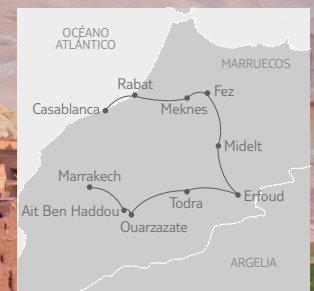 OCÉANO
ATLÁNTICO
MARRUECOS
Rabat
Fez
Casablanca
Meknes
Midelt
Marrakech
Erfoud
Ait Ben Haddou
Todra
Ouarzazate
ARGELIA